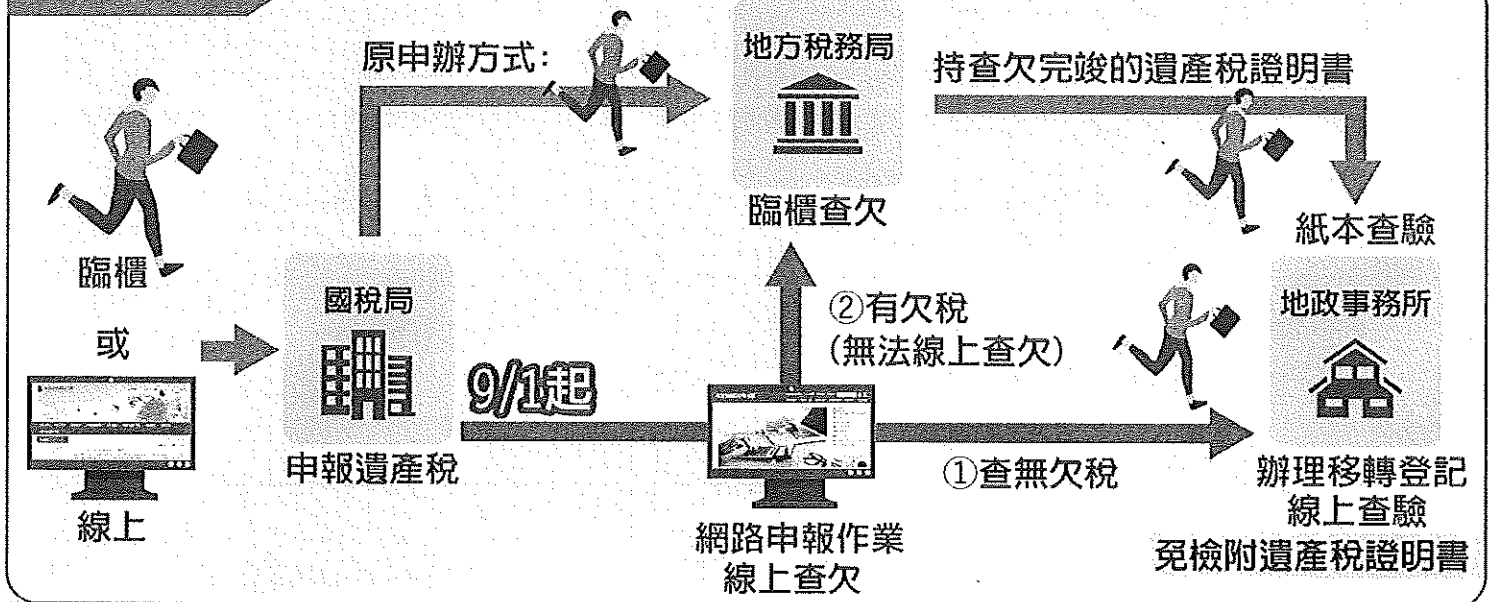 原申辦方式:
地方稅務局
臨櫃查欠
持查欠完竣的遺產稅證明書
紙本查驗
臨櫃
或
線上
國稅局
申報遺產稅
9/1起
②有欠稅
(無法線上查欠)
①查無欠稅
網路申報作業
線上查欠
地政事務所
辦理移轉登記
線上查驗
免檢附遺產稅證明書